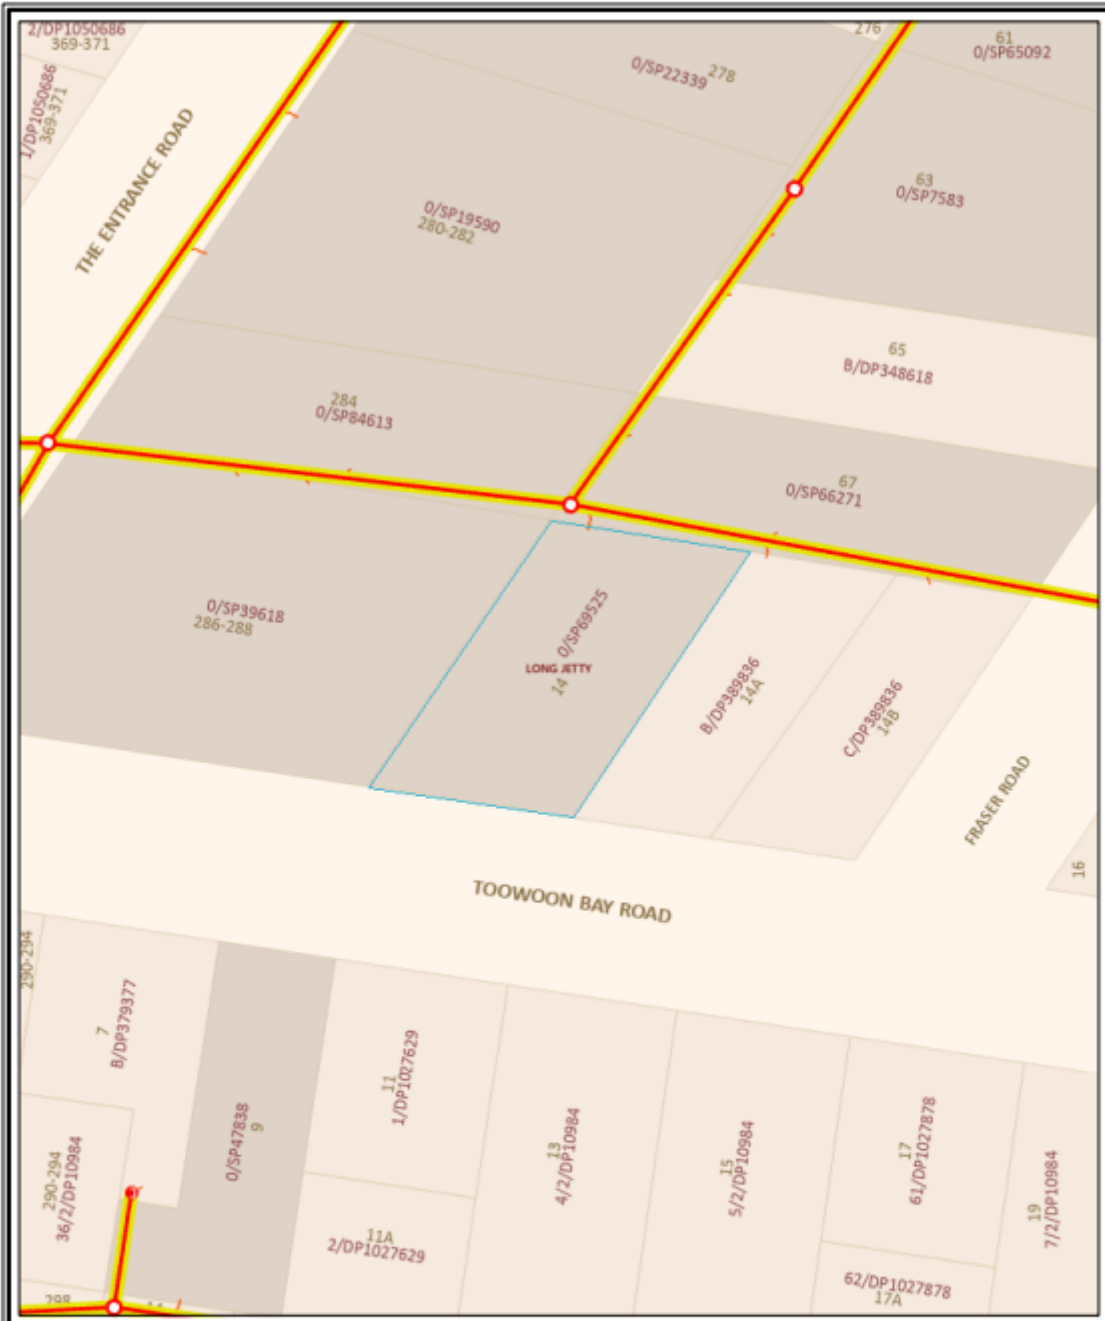 2/DP1050686
369-371
1/DP1050686
369-371
THE ENTRANCE ROAD
276
61
0/SP65092
278
0/SP22339
63
0/SP7583
0/SP19590
280-282
65
B/DP348618
284
0/SP84613
67
0/SP66271
0/SP39618
286-288
0/SP69525
LONG JETTY
14
B/DP389836
14A
C/DP389836
14B
FRASER ROAD
16
TOOWOON BAY ROAD
290-294
7
B/DP379377
0/SP47838
9
11
1/DP1027629
13
4/2/DP10984
15
5/2/DP10984
17
61/DP1027878
19
7/2/DP10984
290-294
36/2/DP10984
11A
2/DP1027629
62/DP1027878
17A
298